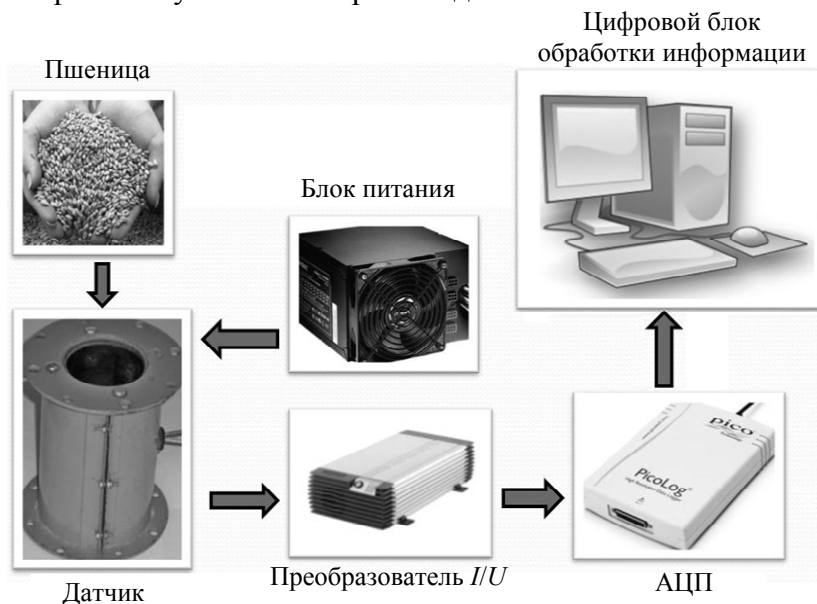 Цифровой блок
обработки информации
Пшеница
Блок питания
pico
PicoLog
Датчик
Преобразователь I/U
АЦП